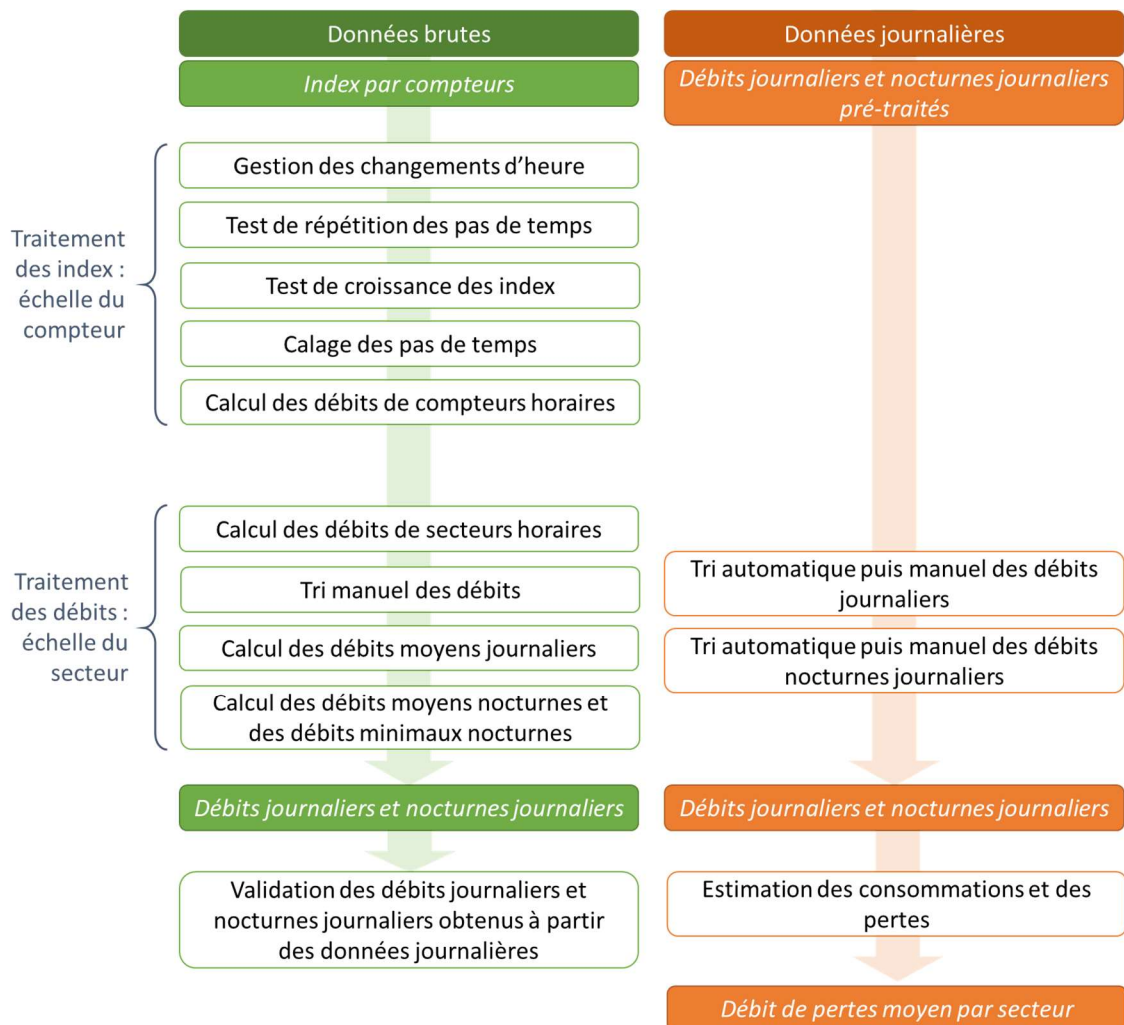 Données brutes
Index par compteurs
Traitement
des index :
échelle du
compteur
Gestion des changements d'heure
Test de répétition des pas de temps
Test de croissance des index
Calage des pas de temps
Calcul des débits de compteurs horaires
Traitement
des débits :
échelle du
secteur
Calcul des débits de secteurs horaires
Tri manuel des débits
Calcul des débits moyens journaliers
Calcul des débits moyens nocturnes et
des débits minimaux nocturnes
Débits journaliers et nocturnes journaliers
Validation des débits journaliers et
nocturnes journaliers obtenus à partir
des données journalières
Données journalières
Débits journaliers et nocturnes journaliers
pré-traités
Tri automatique puis manuel des débits
journaliers
Tri automatique puis manuel des débits
nocturnes journaliers
Débits journaliers et nocturnes journaliers
Estimation des consommations et des
pertes
Débit de pertes moyen par secteur